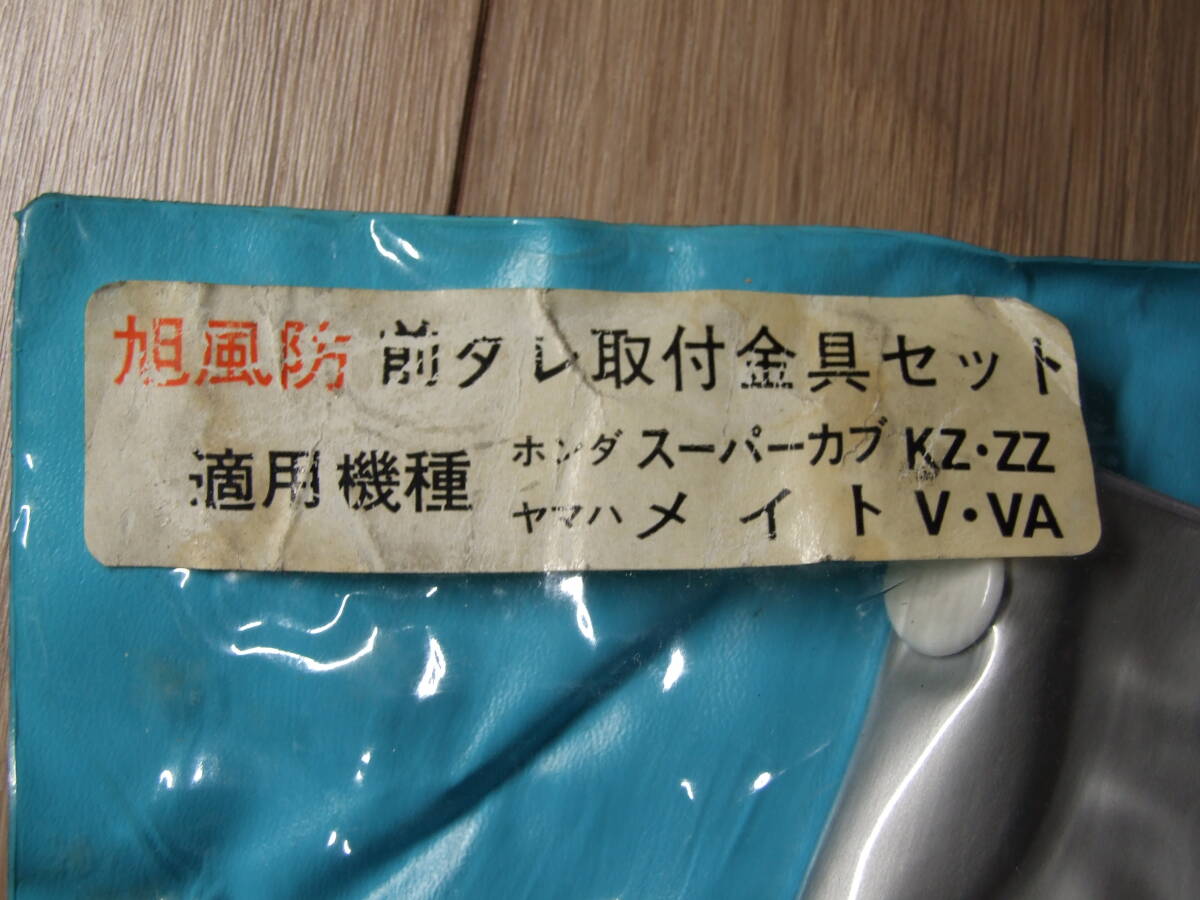 旭風防 前タレ取付金具セット
適用機種 ホンダ スーパーカブ KZ・ZZ
ヤマハ メイト V・VA